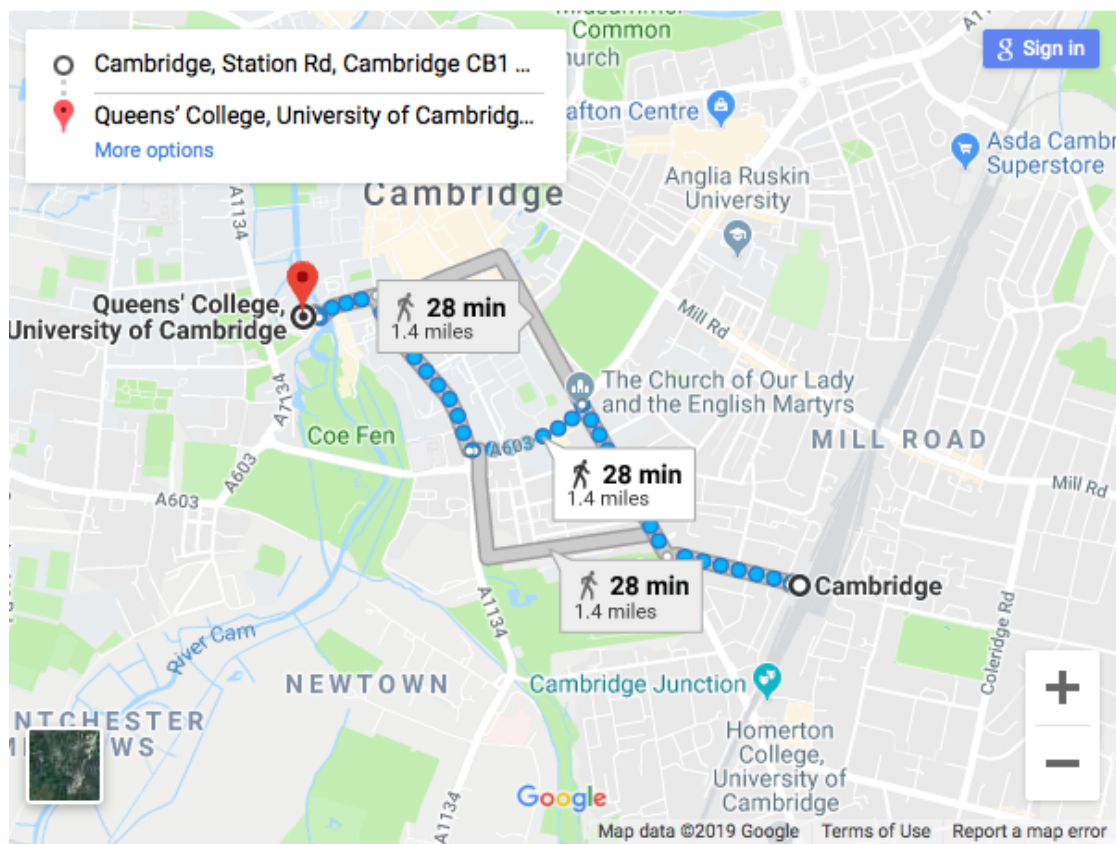 Cambridge, Station Rd, Cambridge CB1 ...
Queens' College, University of Cambridg...
More options
Common
hurch
g Sign in
afton Centre
Asda Cambr
Superstore
Anglia Ruskin
University
Cambridge
A1134
Queens' College,
University of Cambridge
28 min
1.4 miles
Mill Rd
The Church of Our Lady
and the English Martyrs
A1134
Coe Fen
A603
MILL ROAD
A603
A603
28 min
1.4 miles
Mill Rd
28 min
1.4 miles
Cambridge
A1134
Coleridge Rd
River Cam
NEWTOWN
Cambridge Junction
NTCHESTER
WS
Homerton
College,
University of
Cambridge
A1134
Google
Map data ©2019 Google Terms of Use Report a map error